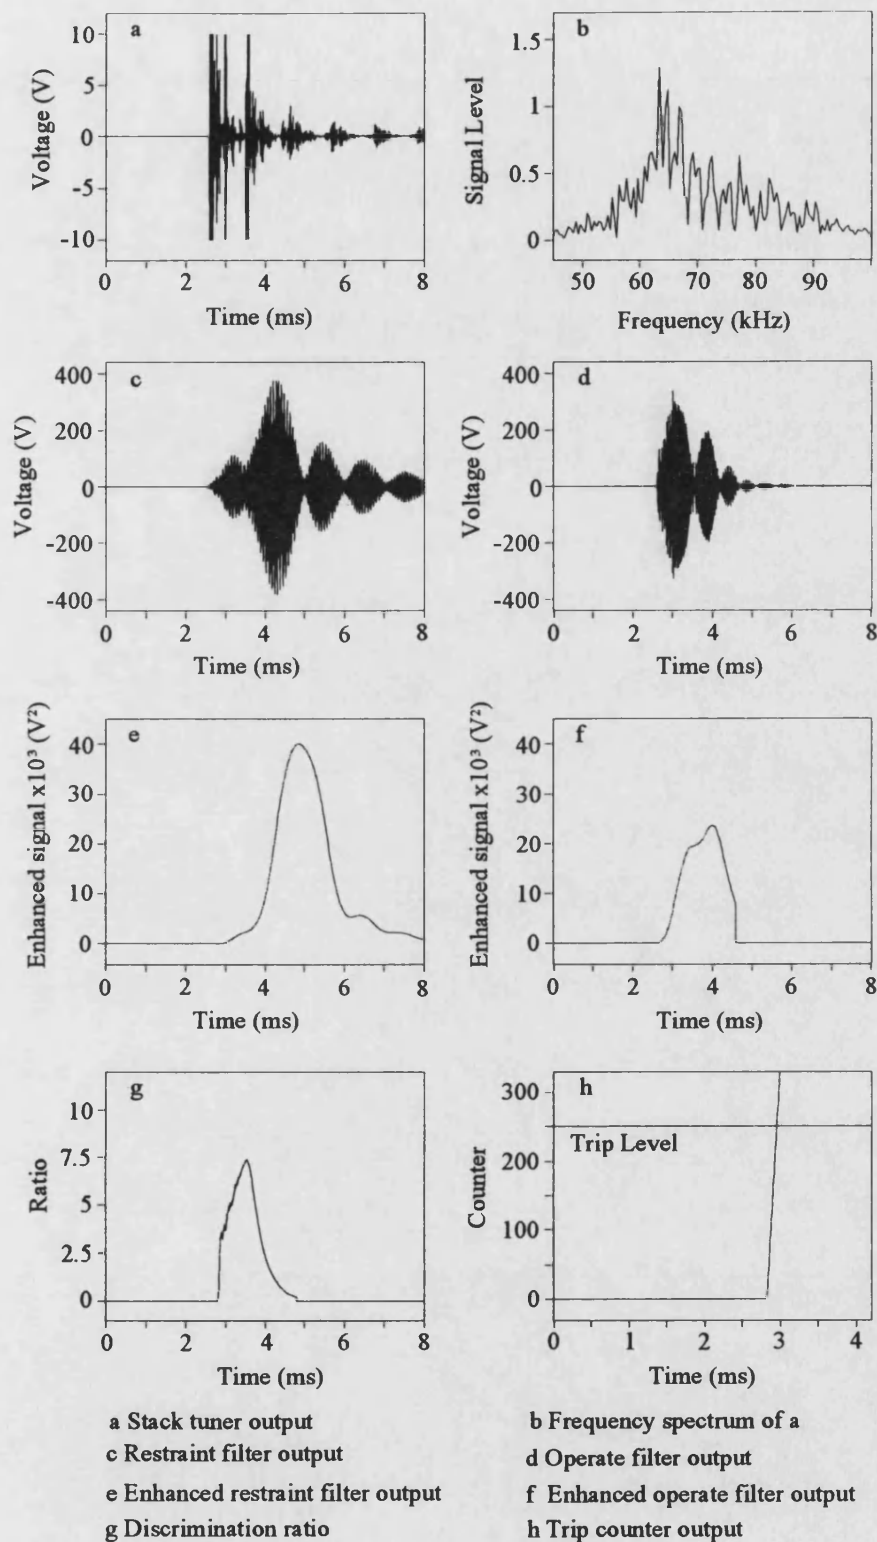 a
10
5
0
-5
-10
Voltage (V)
0 2 4 6 8
Time (ms)
b
1.5
1
0.5
0
Signal Level
50 60 70 80 90
Frequency (kHz)
c
400
200
0
-200
-400
Voltage (V)
0 2 4 6 8
Time (ms)
d
400
200
0
-200
-400
Voltage (V)
0 2 4 6 8
Time (ms)
e
40
30
20
10
0
Enhanced signal x10³ (V²)
0 2 4 6 8
Time (ms)
f
40
30
20
10
0
Enhanced signal x10³ (V²)
0 2 4 6 8
Time (ms)
g
10
7.5
5
2.5
0
Ratio
0 2 4 6 8
Time (ms)
h
300
200
100
0
Trip Level
Counter
0 1 2 3 4
Time (ms)
a Stack tuner output
b Frequency spectrum of a
c Restraint filter output
d Operate filter output
e Enhanced restraint filter output
f Enhanced operate filter output
g Discrimination ratio
h Trip counter output